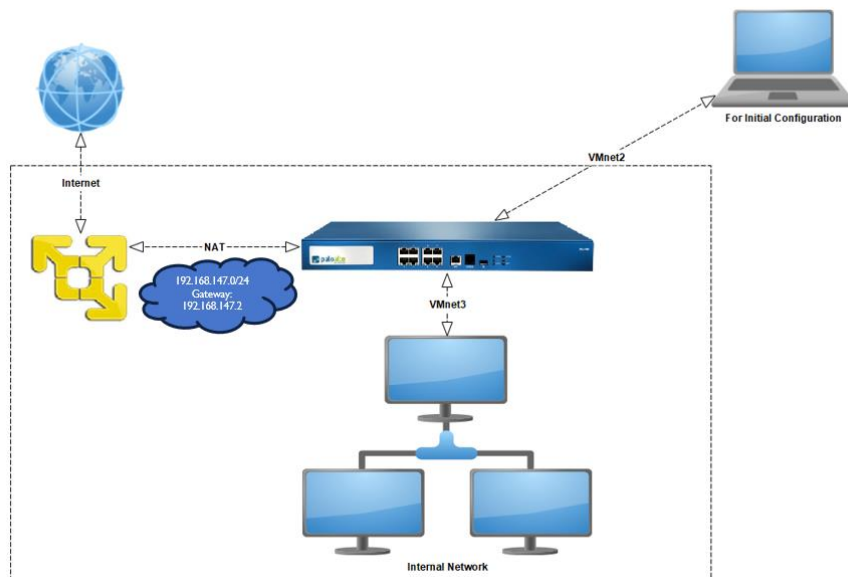 For Initial Configuration
VMnet2
Internet
NAT
192.168.147.0/24
Gateway:
192.168.147.2
paloalto
VMnet3
Internal Network